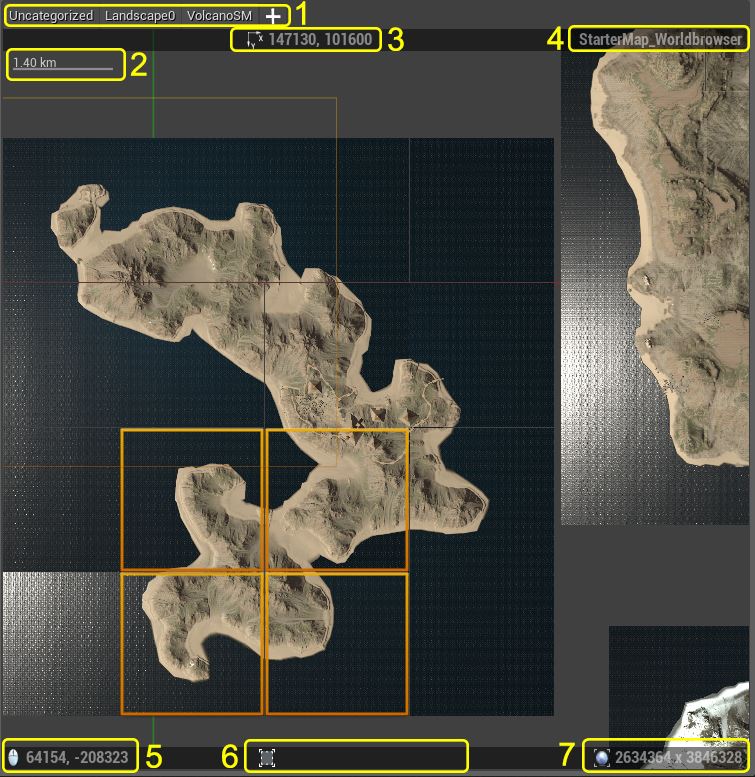 Uncategorized Landscape0 VolcanoSM + 1
X Y 147130, 101600 3
4 StarterMap_Worldbrowser
1.40 km 2
64154, -208323 5
6
7 2634364 x 3846328